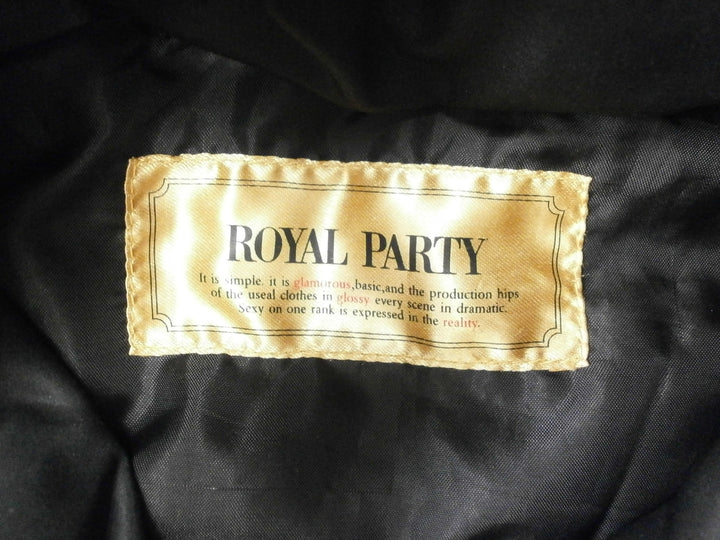 ROYAL PARTY
It is simple. it is glamorous,basic,and the production hips
of the useal clothes in glossy every scene in dramatic.
Sexy on one rank is expressed in the reality.